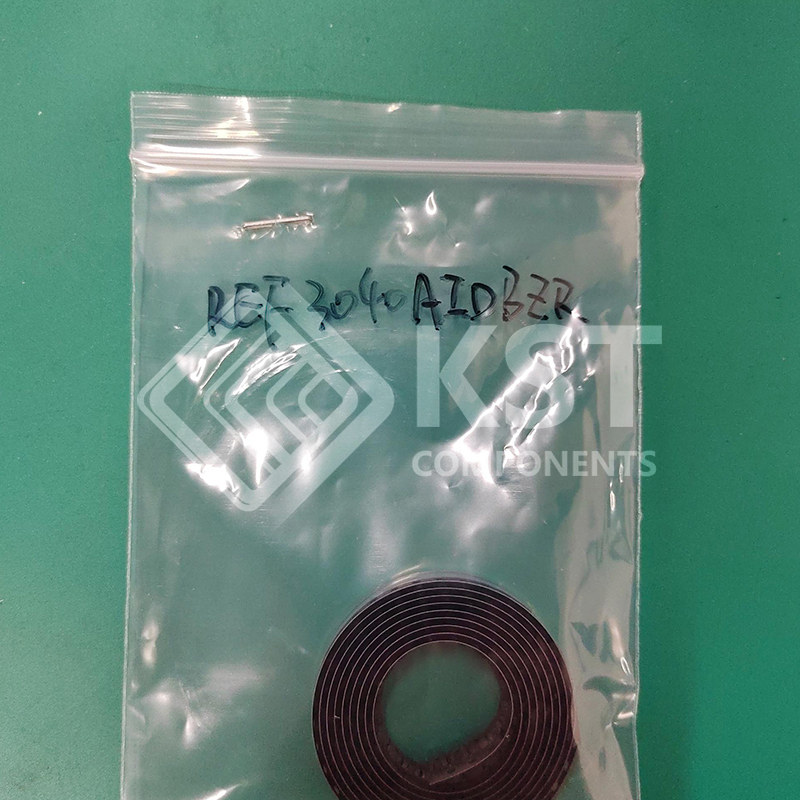 REF3040AIDBZR
KST
COMPONENTS